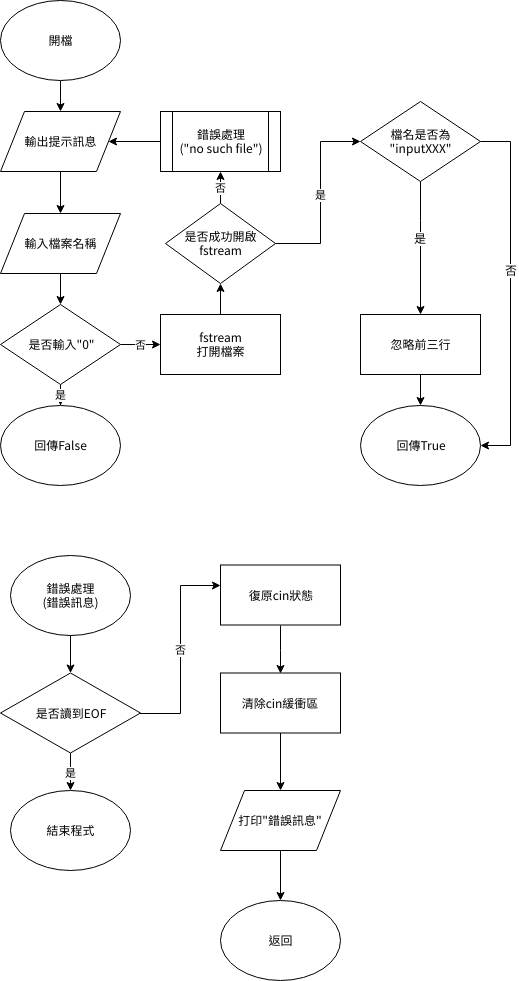 開檔
輸出提示訊息
輸入檔案名稱
是否輸入"0"
是
回傳False
否
fstream
打開檔案
是否成功開啟
fstream
否
錯誤處理
("no such file")
是
檔名是否為
"inputXXX"
是
否
忽略前三行
回傳True
錯誤處理
(錯誤訊息)
是否讀到EOF
是
結束程式
否
復原cin狀態
清除cin緩衝區
打印"錯誤訊息"
返回